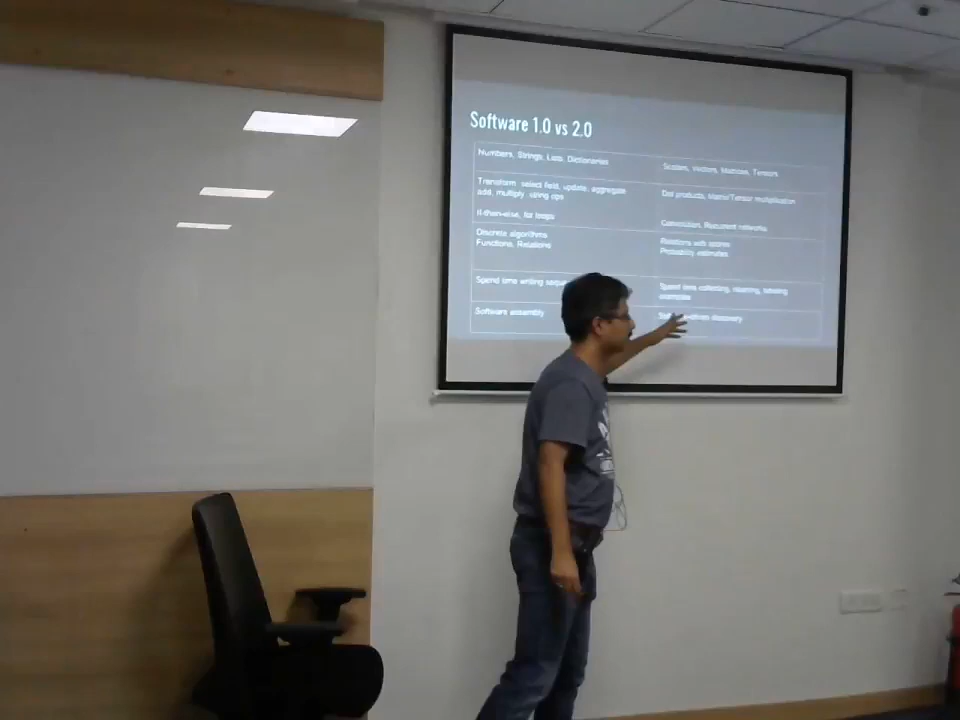 Software 1.0 vs 2.0
Numbers, Strings, Lists, Dictionaries
Scalars, Vectors, Matrices, Tensors
Transform: select field, update, aggregate
add, multiply using ops
Dot products, Matrix/Tensor multiplication
If-then-else, for loops
Convolution, Recurrent networks
Discrete algorithms
Functions, Relations
Relations with scores
Probability estimates
Spend time writing
Spend time collecting, cleaning, labeling
examples
Software assembly
discovery